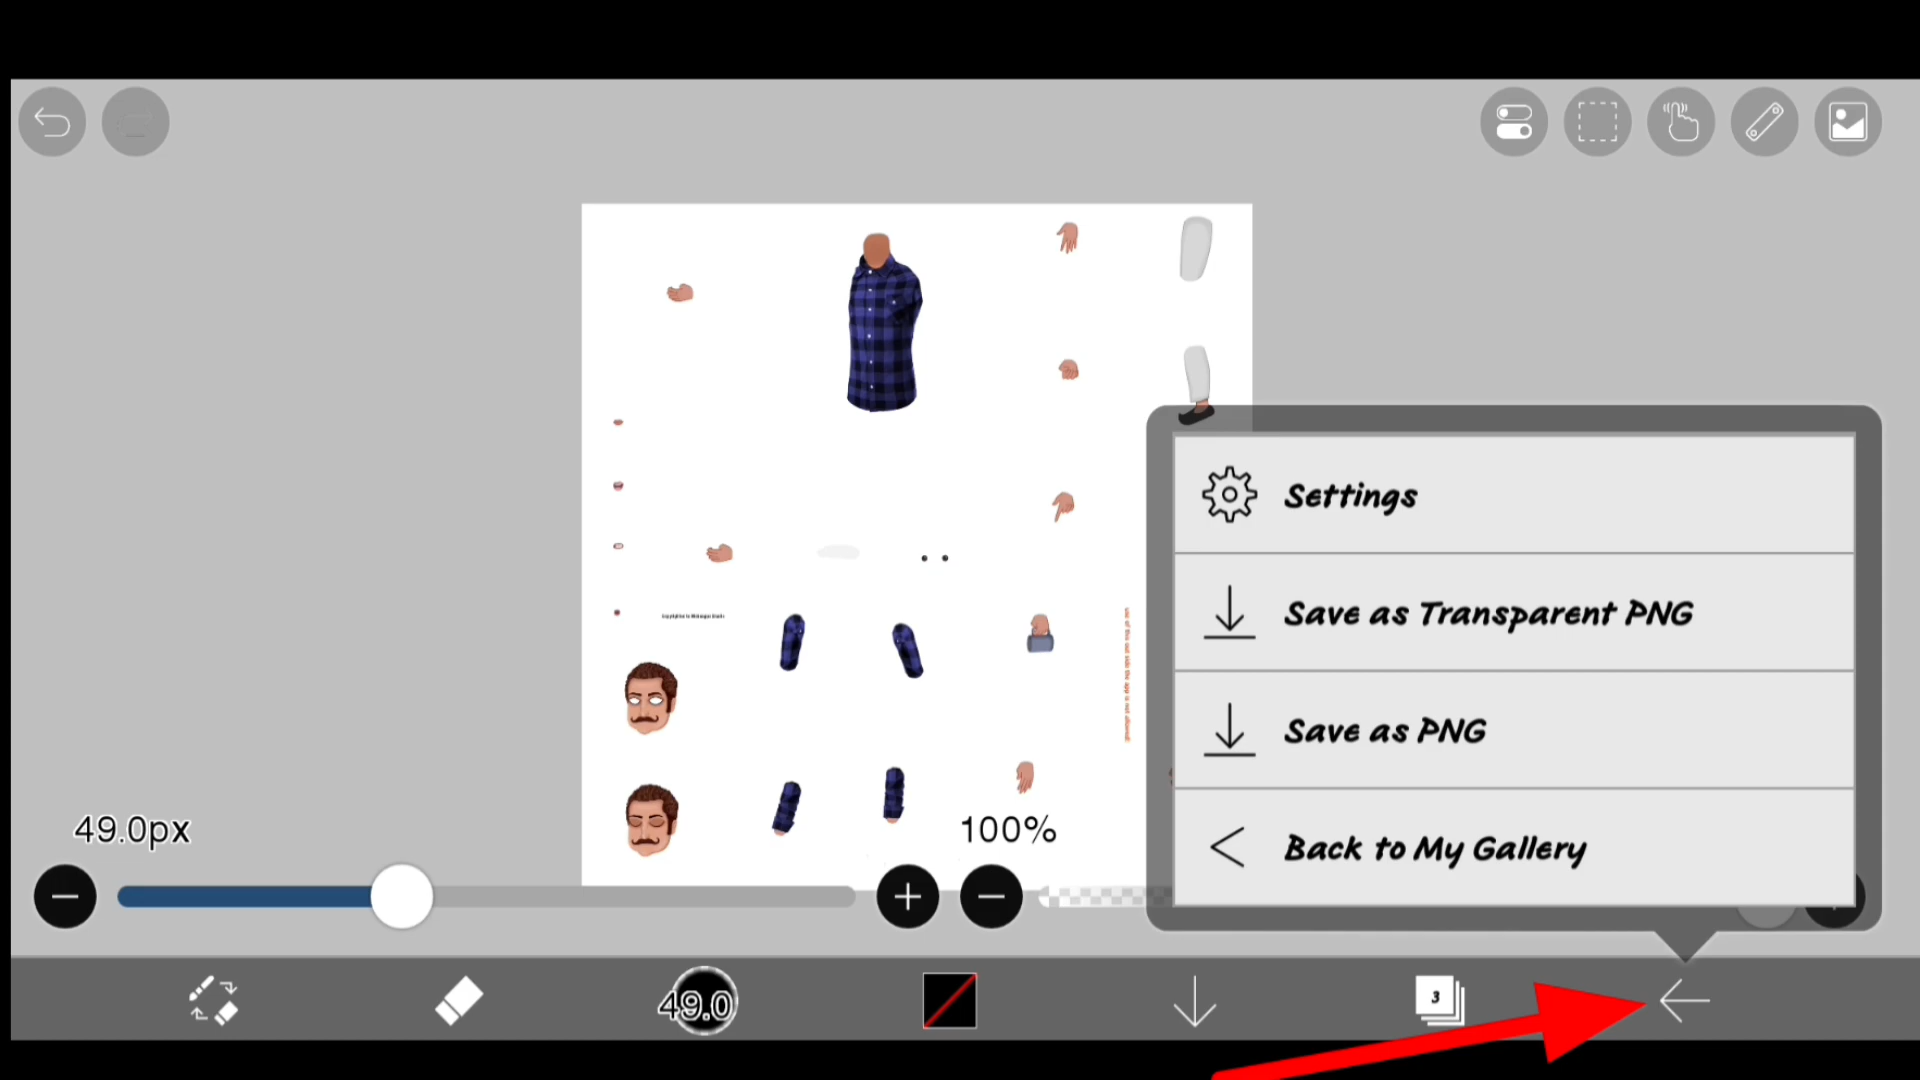 Settings
Save as Transparent PNG
Save as PNG
Back to My Gallery
49.0px
100%
49.0
3